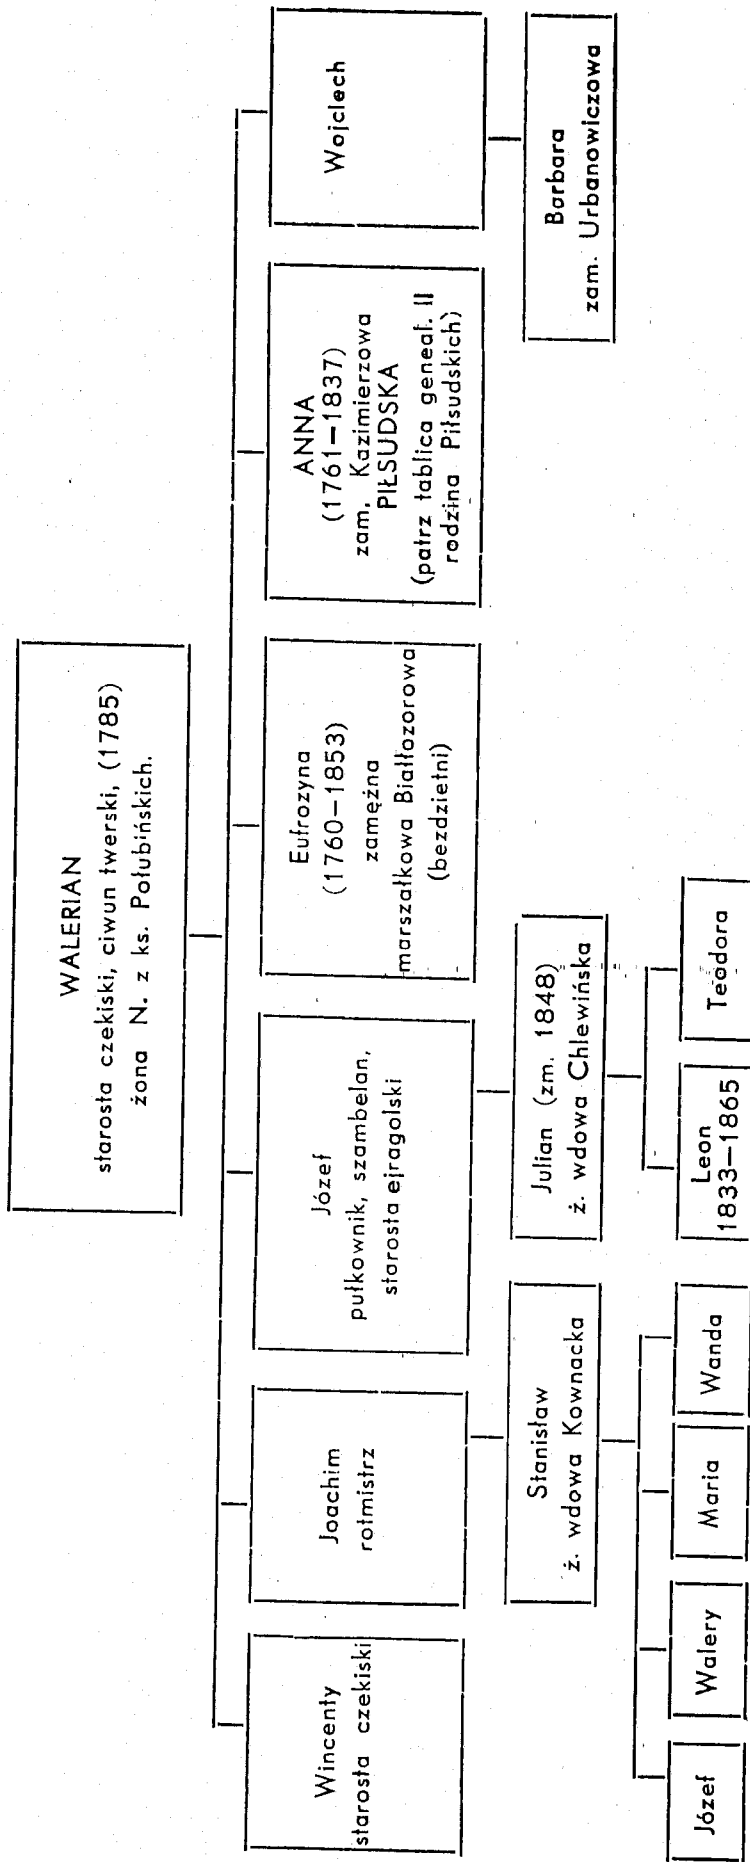 WALERIAN
starosta czekiski, ciwun twerski, (1785)
żona N. z ks. Połubińskich.
Wincenty
starosta czekiski
Joachim
rotmistrz
Józef
pułkownik, szambelan,
starosta ejragolski
Eufrozyna
(1760—1853)
zamężna
marszałkowa Białłozorowa
(bezdzietni)
ANNA
(1761—1837)
zam. Kazimierzowa
PIŁSUDSKA
(patrz tablica geneal. II
rodzina Piłsudskich)
Wojciech
Stanisław
ż. wdowa Kownacka
Julian (zm. 1848)
ż. wdowa Chlewińska
Barbara
zam. Urbanowiczowa
Józef
Walery
Maria
Wanda
Leon
1833—1865
Teodora